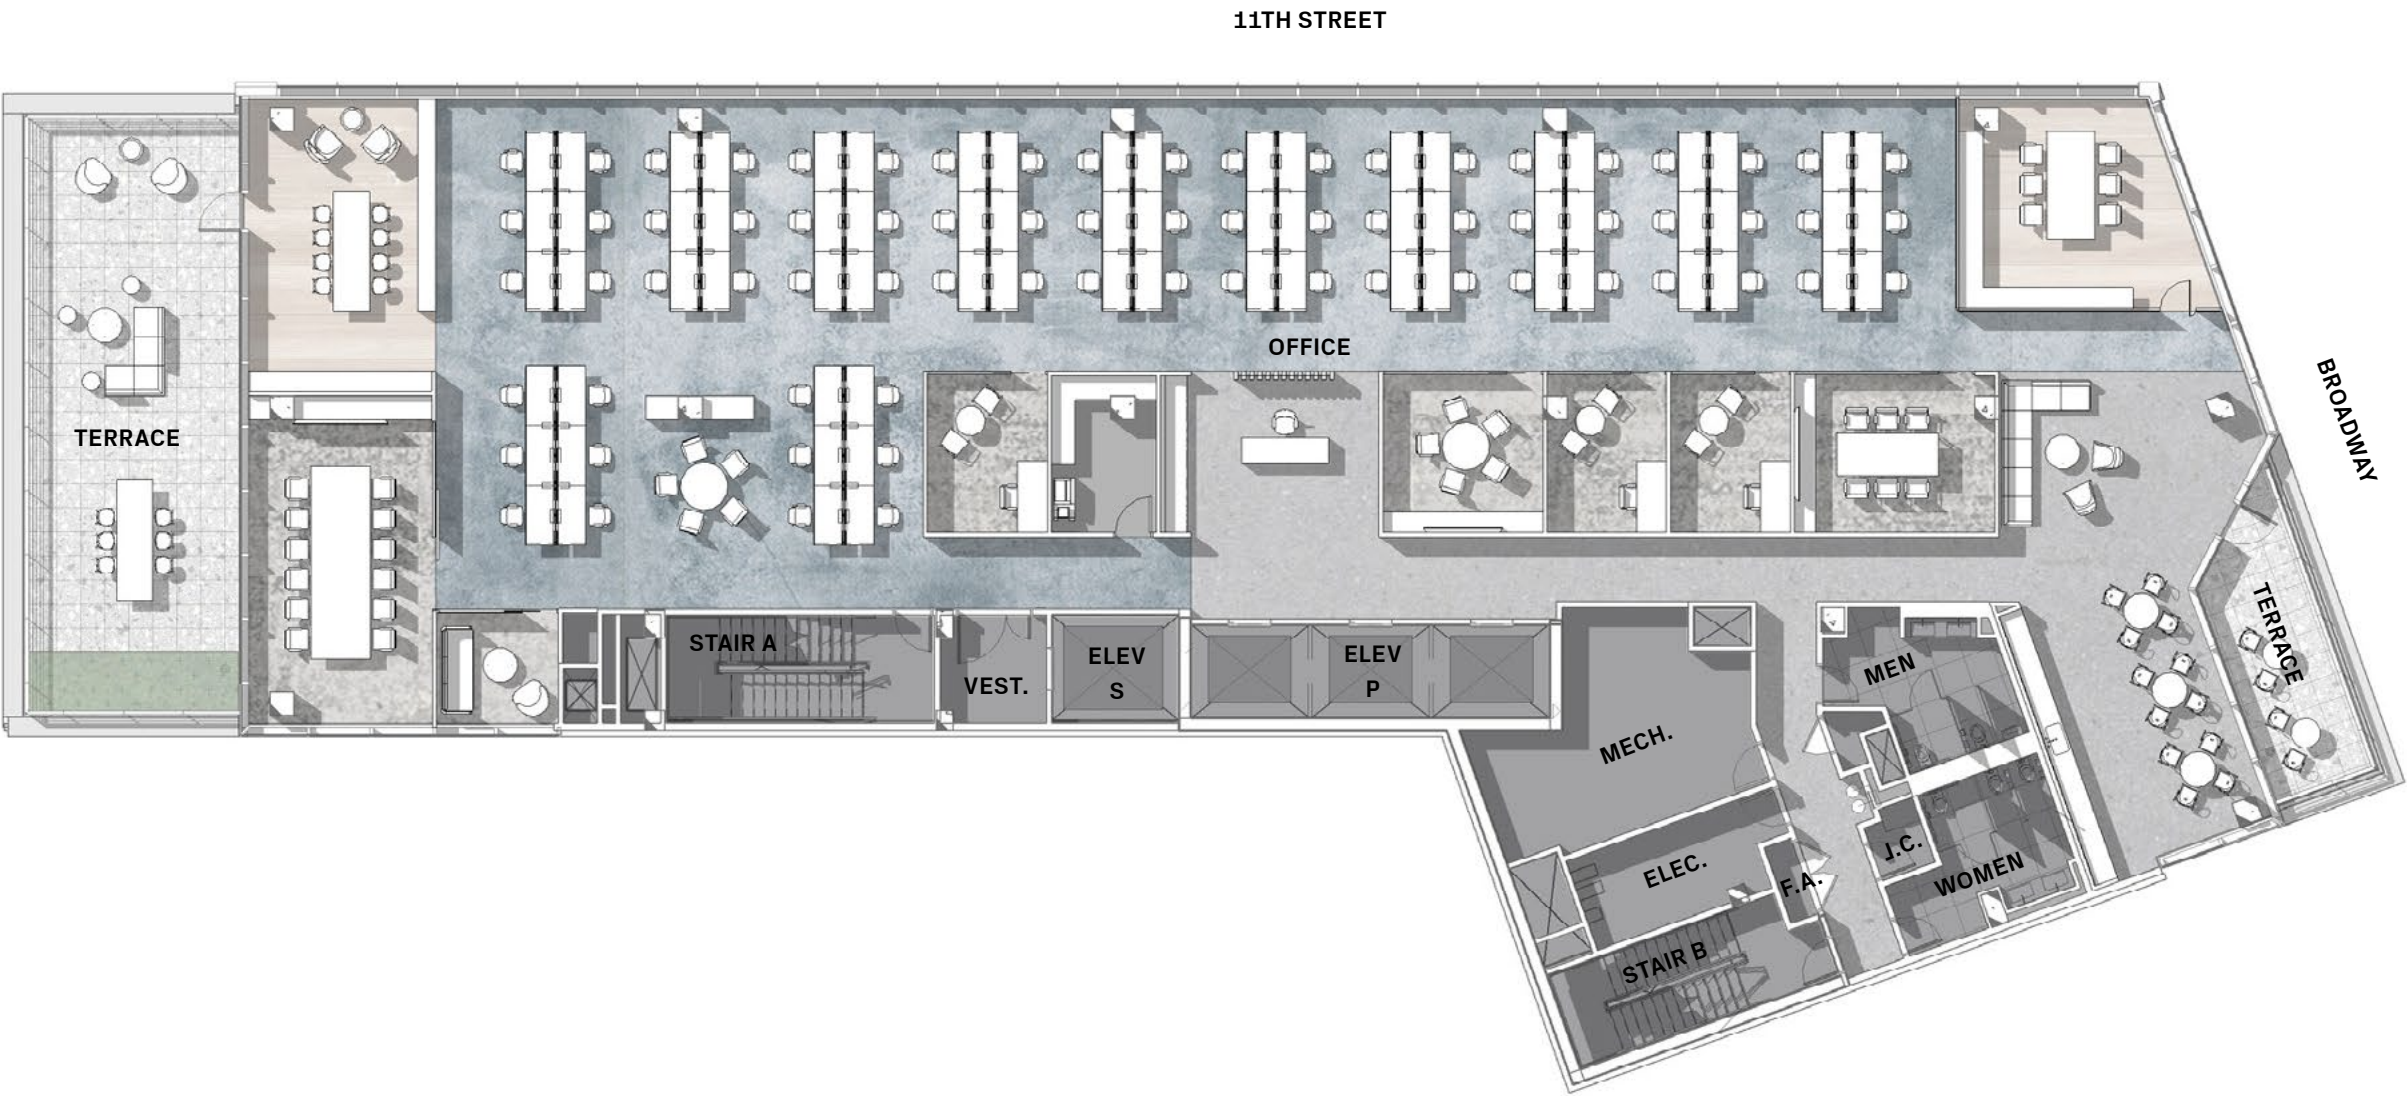 11TH STREET
OFFICE
BROADWAY
TERRACE
TERRACE
STAIR A
VEST.
ELEV
S
ELEV
P
MEN
MECH.
J.C.
WOMEN
ELEC.
F.A.
STAIR B